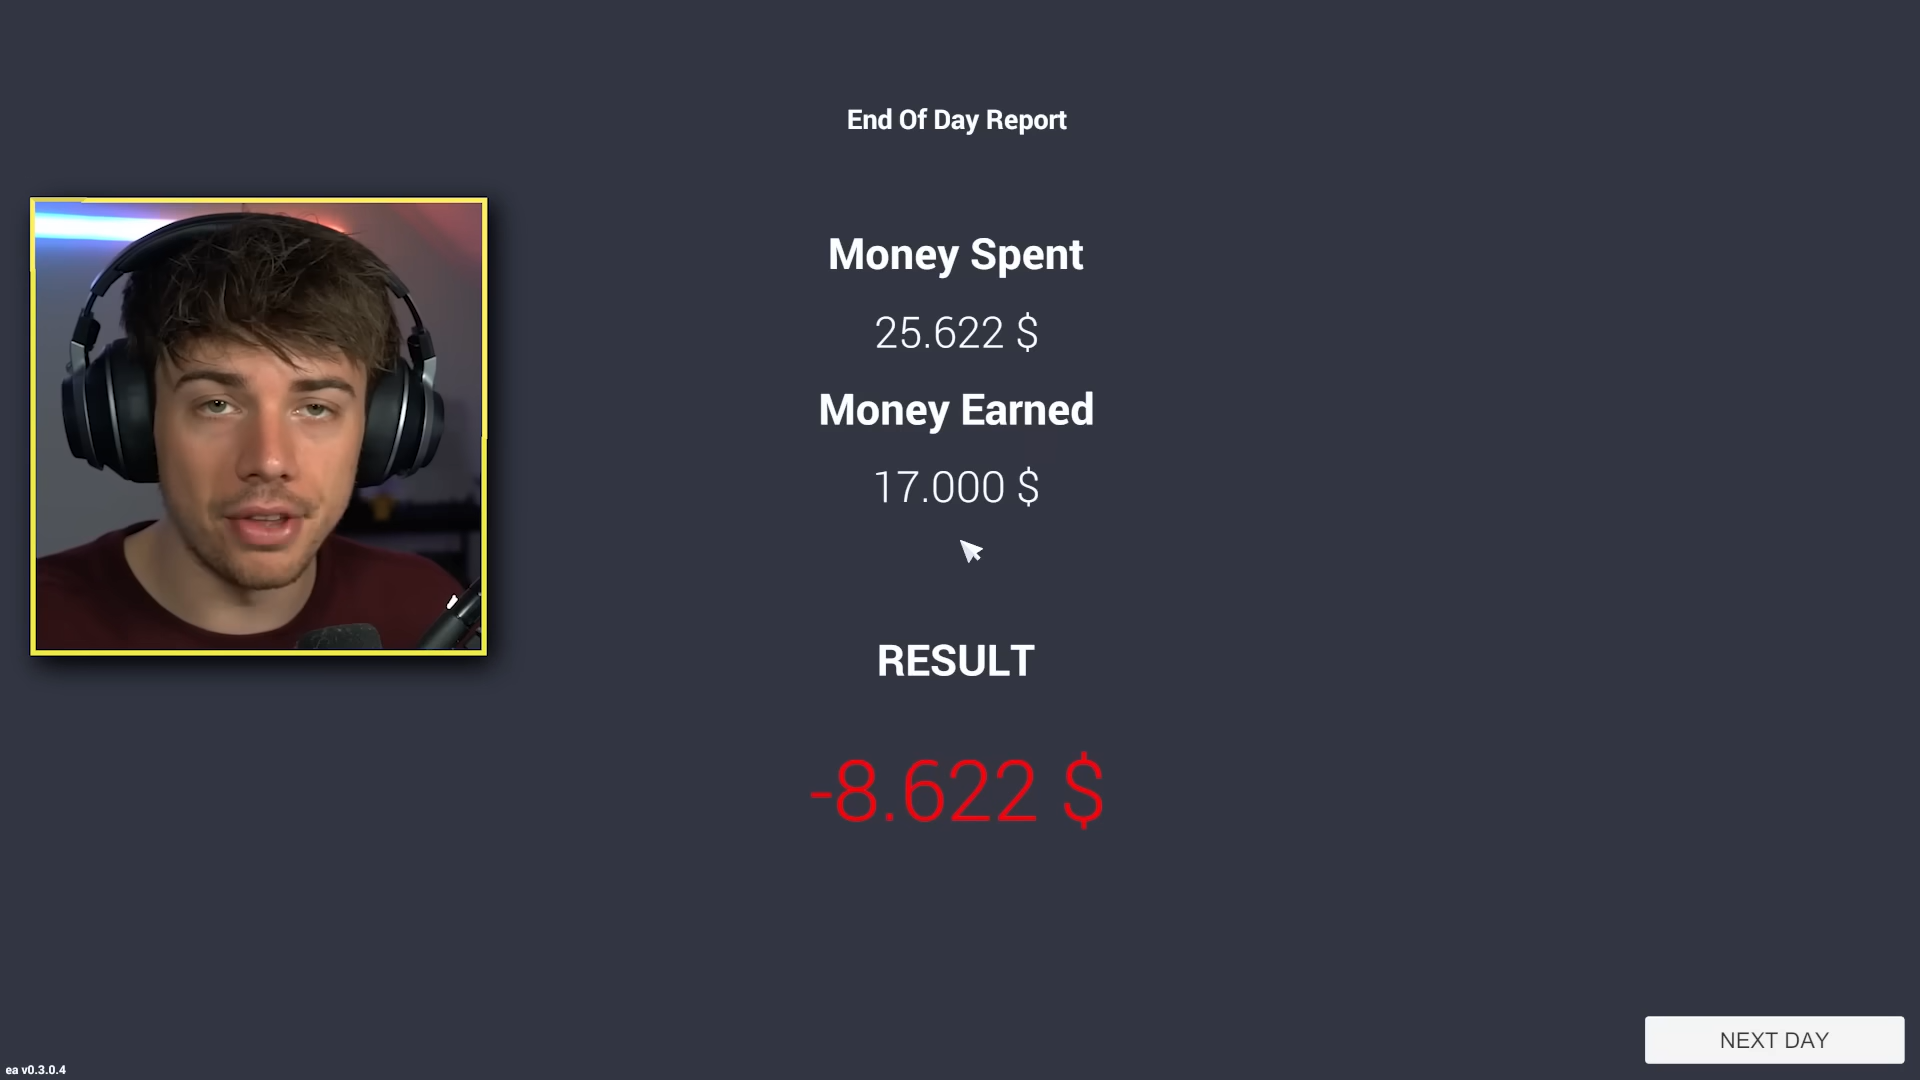 End Of Day Report
Money Spent
25.622 $
Money Earned
17.000 $
RESULT
-8.622 $
NEXT DAY
ea v0.3.0.4